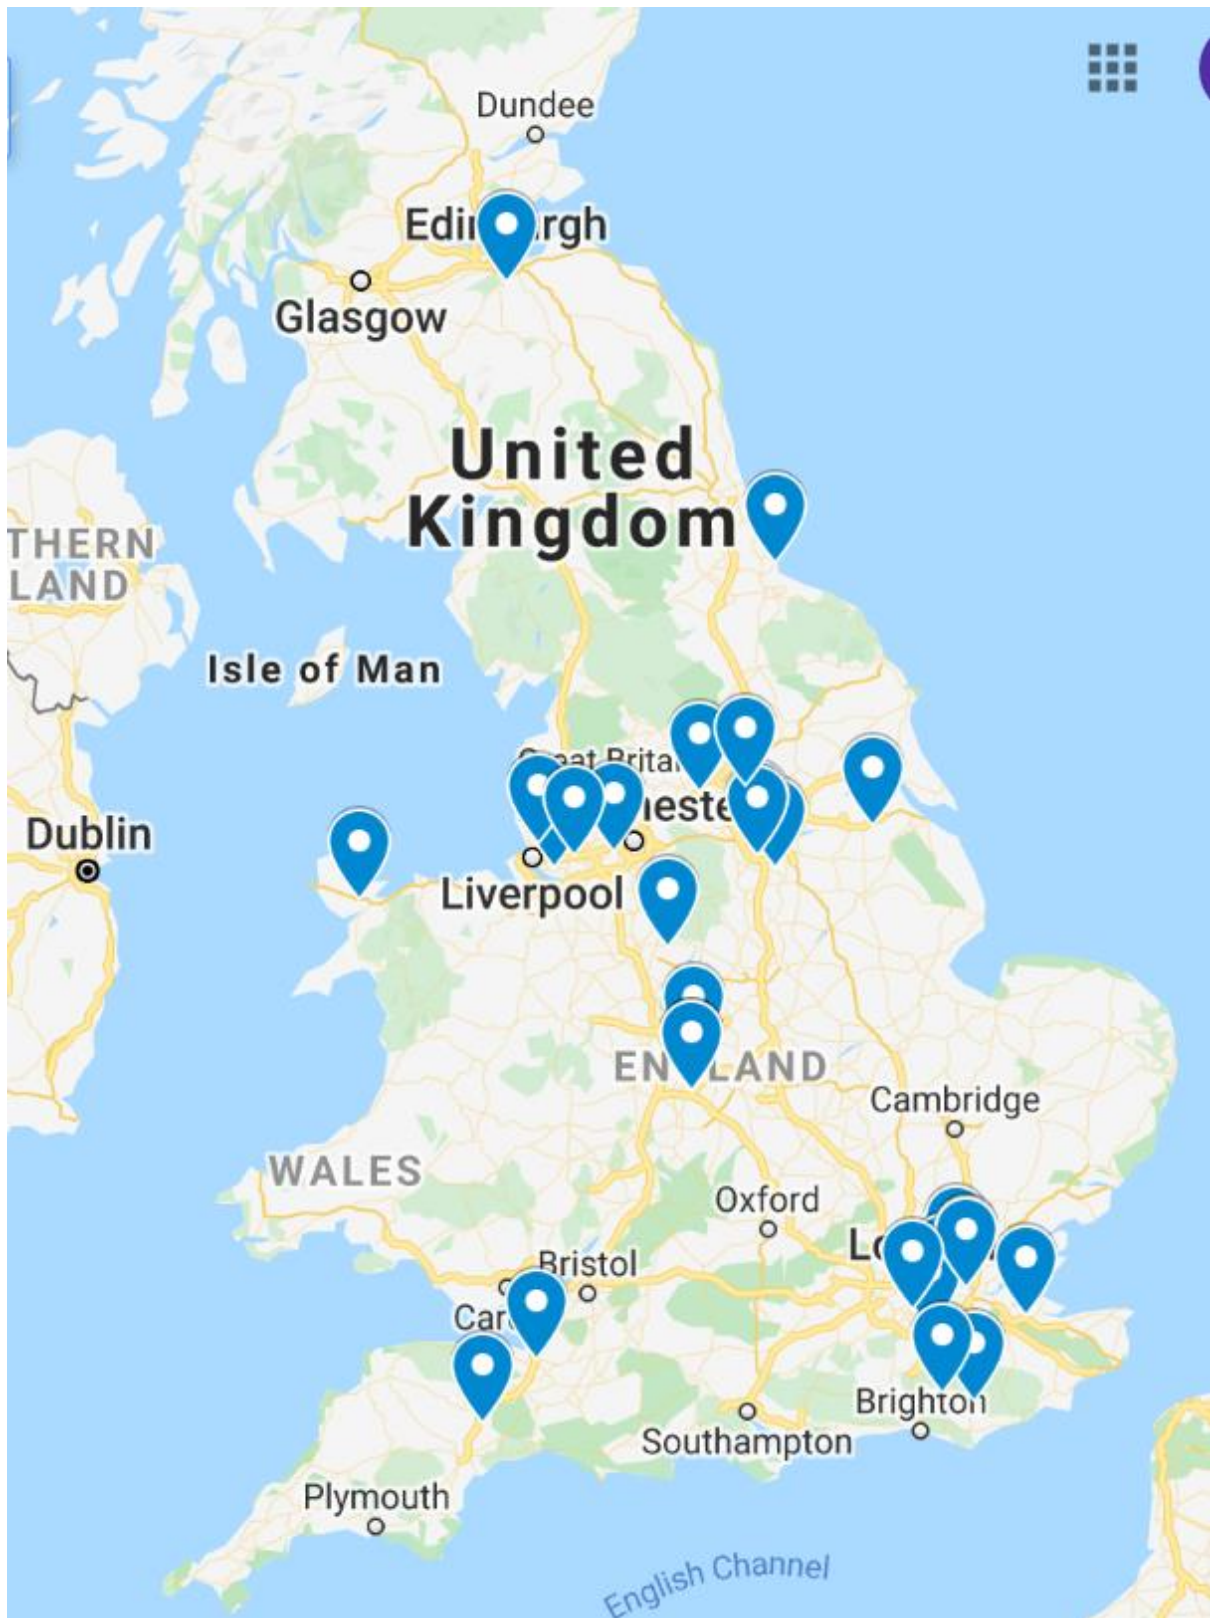 Dundee
Glasgow
United
Kingdom
THERN
LAND
Isle of Man
Dublin
Liverpool
ENGLAND
Cambridge
WALES
Oxford
Bristol
Brighton
Southampton
Plymouth
English Channel